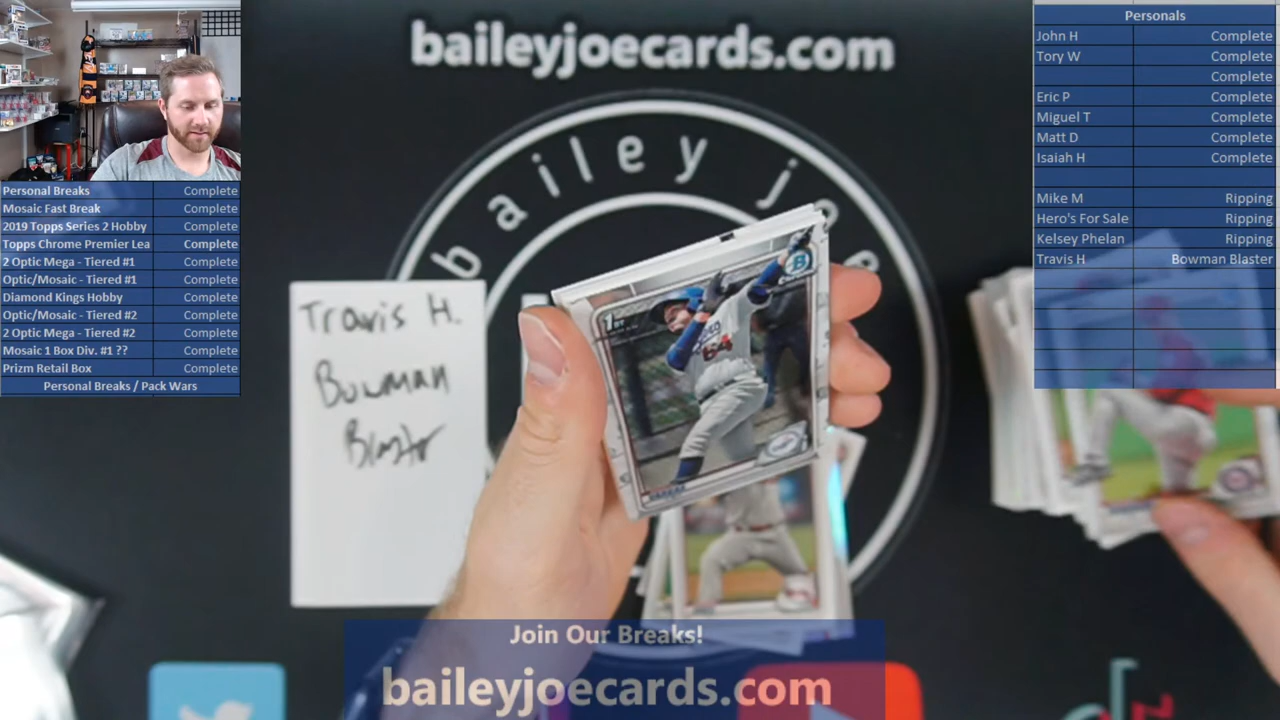 baileyjoecards.com
bailey jo
Personal Breaks Complete
Mosaic Fast Break Complete
2019 Topps Series 2 Hobby Complete
Topps Chrome Premier Lea Complete
2 Optic Mega - Tiered #1 Complete
Optic/Mosaic - Tiered #1 Complete
Diamond Kings Hobby Complete
Optic/Mosaic - Tiered #2 Complete
2 Optic Mega - Tiered #2 Complete
Mosaic 1 Box Div. #1 ?? Complete
Prizm Retail Box Complete
Personal Breaks / Pack Wars
Personals
John H Complete
Tory W Complete
Complete
Eric P Complete
Miguel T Complete
Matt D Complete
Isaiah H Complete
Mike M Ripping
Hero's For Sale Ripping
Kelsey Phelan Ripping
Travis H Bowman Blaster
Travis H.
Bowman
Blaster
1ST
64
Join Our Breaks!
baileyjoecards.com